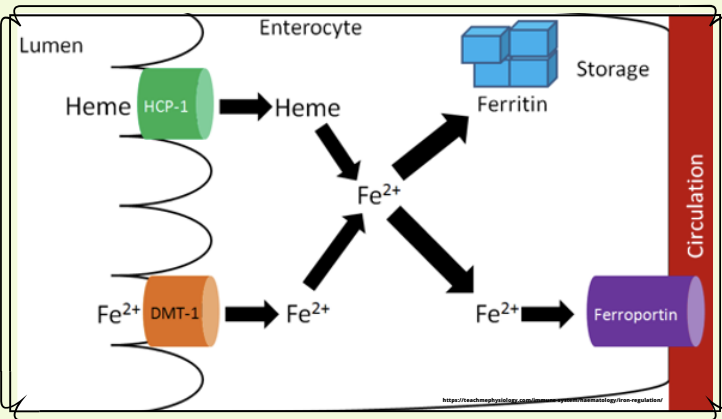 Lumen
Enterocyte
Storage
Heme HCP-1 Heme
Ferritin
Fe²⁺
Circulation
Fe²⁺ DMT-1 Fe²⁺
Fe²⁺ Ferroportin
https://teachmephysiology.com/immune-system/haematology/iron-regulation/